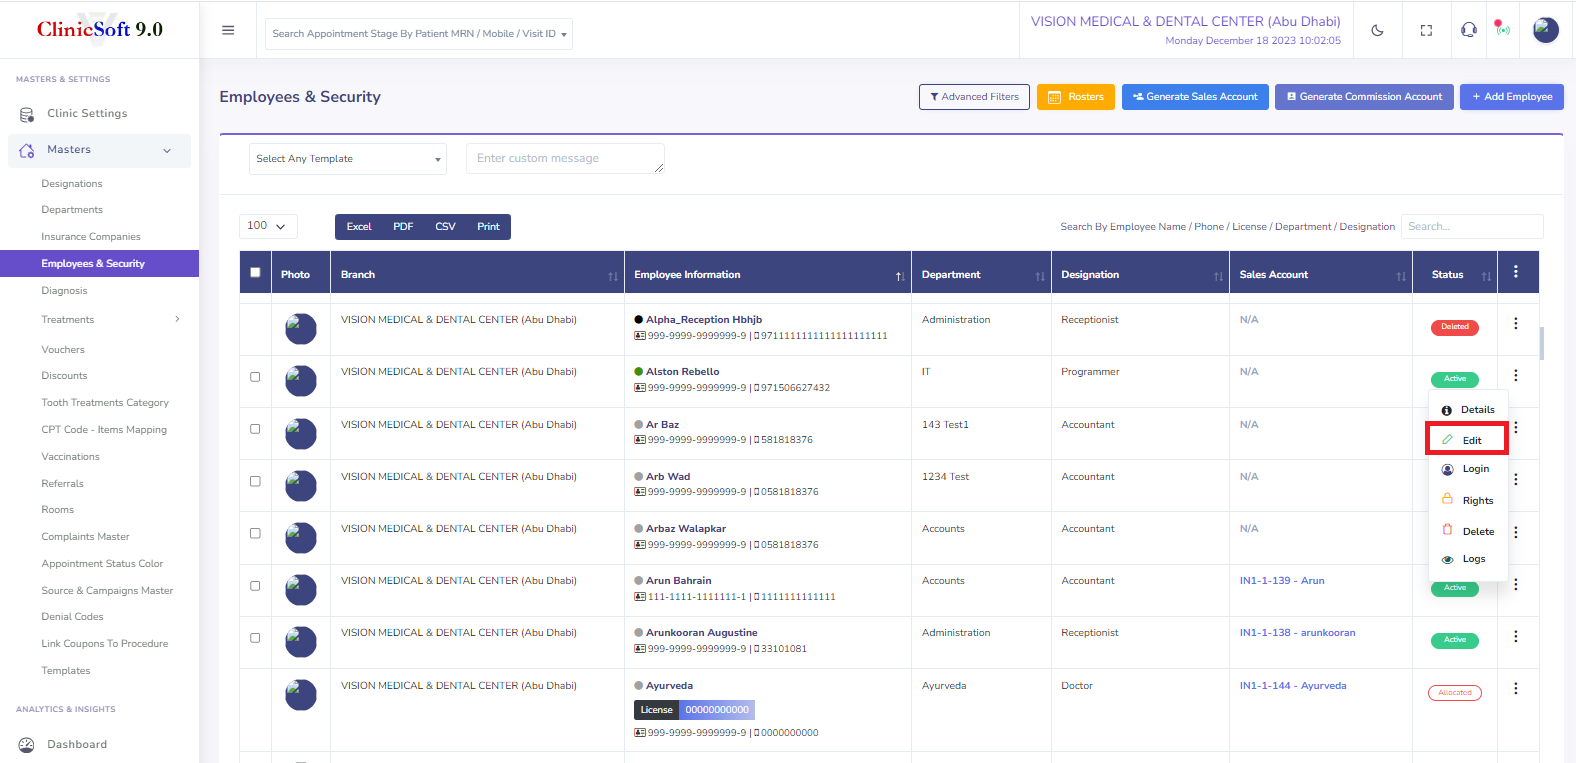 ClinicSoft 9.0
Search Appointment Stage By Patient MRN / Mobile / Visit ID
VISION MEDICAL & DENTAL CENTER (Abu Dhabi)
Monday December 18 2023 10:02:05
MASTERS & SETTINGS
Clinic Settings
Masters
Designations
Departments
Insurance Companies
Employees & Security
Diagnosis
Treatments
Vouchers
Discounts
Tooth Treatments Category
CPT Code - Items Mapping
Vaccinations
Referrals
Rooms
Complaints Master
Appointment Status Color
Source & Campaigns Master
Denial Codes
Link Coupons To Procedure
Templates
ANALYTICS & INSIGHTS
Dashboard
Employees & Security
Advanced Filters
Rosters
Generate Sales Account
Generate Commission Account
+ Add Employee
Select Any Template
Enter custom message
100
Excel PDF CSV Print
Search By Employee Name / Phone / License / Department / Designation
Search...
Photo Branch Employee Information Department Designation Sales Account Status
VISION MEDICAL & DENTAL CENTER (Abu Dhabi) Alpha_Reception Hbhjb Administration Receptionist N/A Deleted
999-9999-9999999-9 | 
VISION MEDICAL & DENTAL CENTER (Abu Dhabi) Alston Rebello IT Programmer N/A Active
999-9999-9999999-9 | 971506627432
VISION MEDICAL & DENTAL CENTER (Abu Dhabi) Ar Baz 143 Test1 Accountant N/A
999-9999-9999999-9 | 581818376
VISION MEDICAL & DENTAL CENTER (Abu Dhabi) Arb Wad 1234 Test Accountant N/A
999-9999-9999999-9 | 0581818376
VISION MEDICAL & DENTAL CENTER (Abu Dhabi) Arbaz Walapkar Accounts Accountant N/A
999-9999-9999999-9 | 0581818376
VISION MEDICAL & DENTAL CENTER (Abu Dhabi) Arun Bahrain Accounts Accountant IN1-1-139 - Arun Active
111-1111-1111111-1 | 1111111111111
VISION MEDICAL & DENTAL CENTER (Abu Dhabi) Arunkooran Augustine Administration Receptionist IN1-1-138 - arunkooran Active
999-9999-9999999-9 | 33101081
VISION MEDICAL & DENTAL CENTER (Abu Dhabi) Ayurveda Ayurveda Doctor IN1-1-144 - Ayurveda Allocated
License 00000000000
999-9999-9999999-9 | 0000000000
Details
Edit
Login
Rights
Delete
Logs